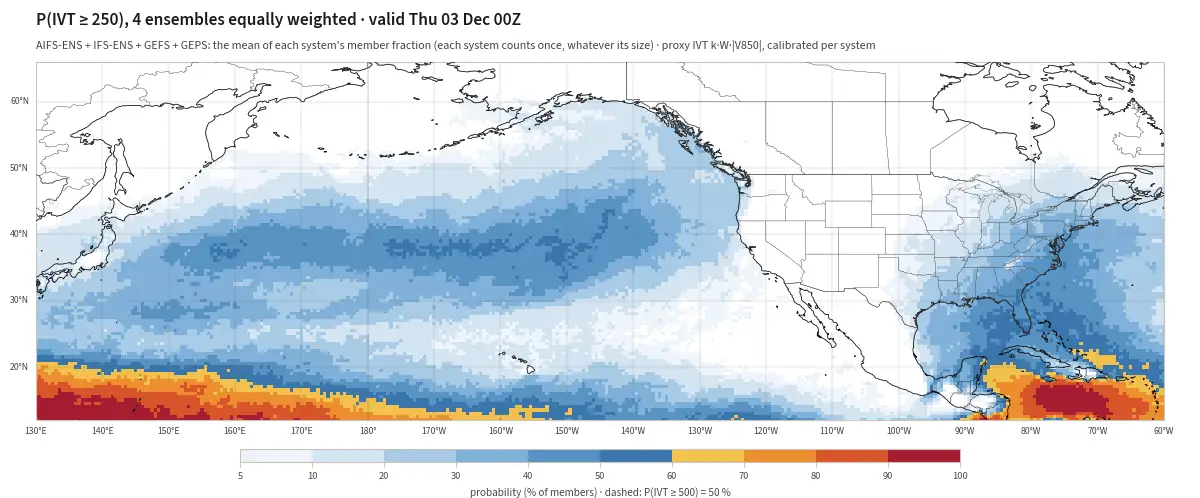 P(IVT ≥ 250), 4 ensembles equally weighted · valid Thu 03 Dec 00Z
AIFS-ENS + IFS-ENS + GEFS + GEPS: the mean of each system's member fraction (each system counts once, whatever its size) · proxy IVT k·W·|V850|, calibrated per system
60°N
50°N
40°N
30°N
20°N
130°E 140°E 150°E 160°E 170°E 180° 170°W 160°W 150°W 140°W 130°W 120°W 110°W 100°W 90°W 80°W 70°W 60°W
5 10 20 30 40 50 60 70 80 90 100
probability (% of members) · dashed: P(IVT ≥ 500) = 50 %